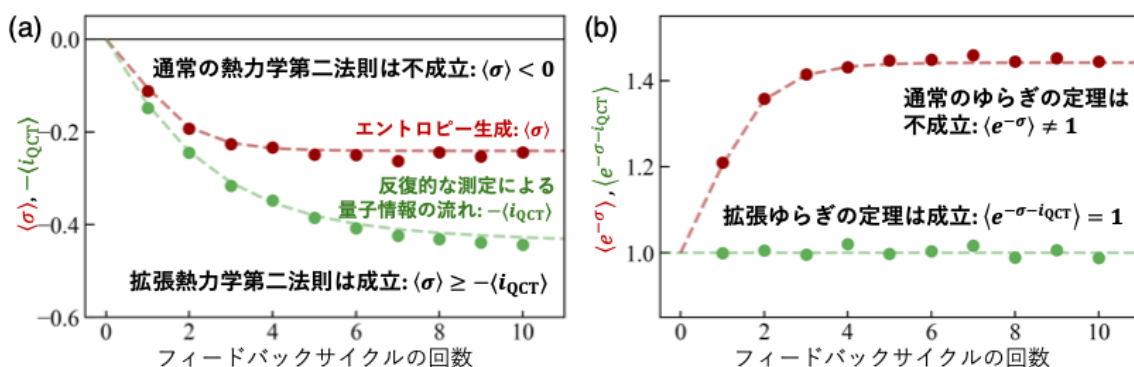 (a)
⟨σ⟩, −⟨i_QCT⟩
0.0
−0.2
−0.4
−0.6
通常の熱力学第二法則は不成立: ⟨σ⟩ < 0
エントロピー生成: ⟨σ⟩
反復的な測定による
量子情報の流れ: −⟨i_QCT⟩
拡張熱力学第二法則は成立: ⟨σ⟩ ≥ −⟨i_QCT⟩
0 2 4 6 8 10
フィードバックサイクルの回数
(b)
⟨e^{−σ}⟩, ⟨e^{−σ−i_QCT}⟩
1.4
1.2
1.0
通常のゆらぎの定理は
不成立: ⟨e^{−σ}⟩ ≠ 1
拡張ゆらぎの定理は成立: ⟨e^{−σ−i_QCT}⟩ = 1
0 2 4 6 8 10
フィードバックサイクルの回数